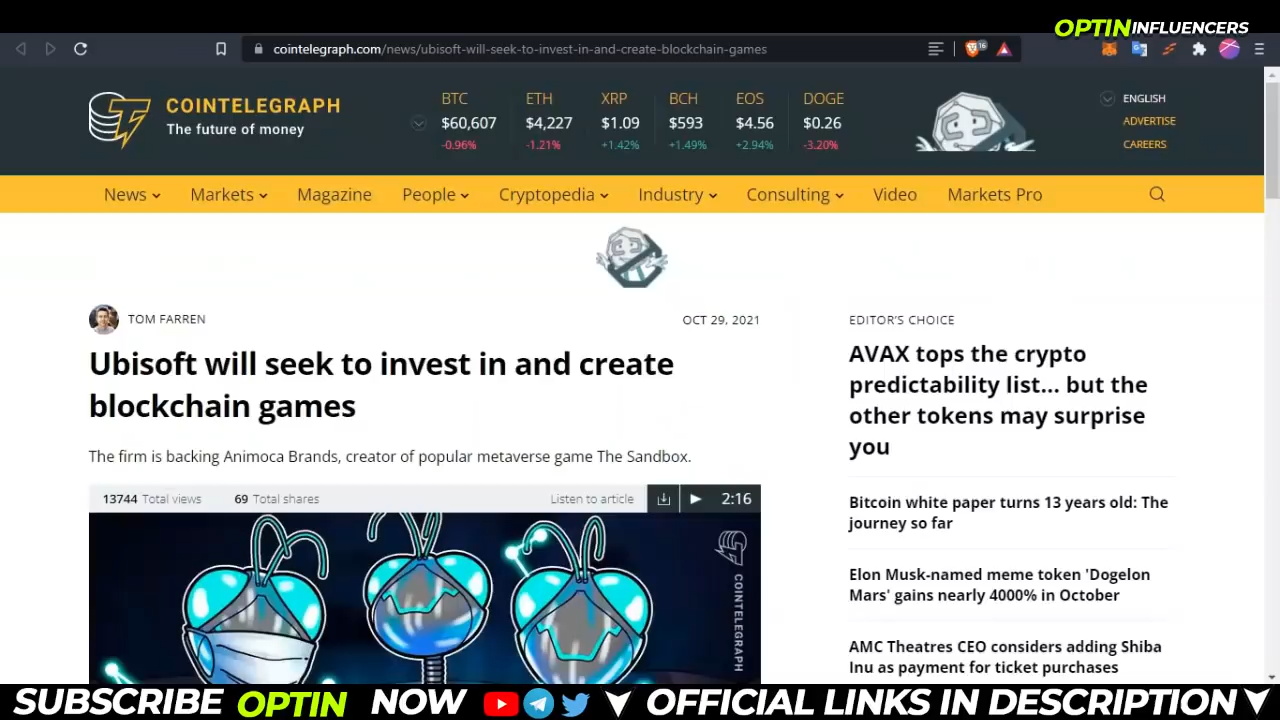 OPTIN INFLUENCERS
cointelegraph.com/news/ubisoft-will-seek-to-invest-in-and-create-blockchain-games
16
COINTELEGRAPH
The future of money
BTC ETH XRP BCH EOS DOGE
$60,607 $4,227 $1.09 $593 $4.56 $0.26
-0.96% -1.21% +1.42% +1.49% +2.94% -3.20%
ENGLISH
ADVERTISE
CAREERS
News Markets Magazine People Cryptopedia Industry Consulting Video Markets Pro
TOM FARREN
OCT 29, 2021
Ubisoft will seek to invest in and create
blockchain games
The firm is backing Animoca Brands, creator of popular metaverse game The Sandbox.
13744 Total views 69 Total shares Listen to article 2:16
COINTELEGRAPH
EDITOR'S CHOICE
AVAX tops the crypto
predictability list... but the
other tokens may surprise
you
Bitcoin white paper turns 13 years old: The
journey so far
Elon Musk-named meme token 'Dogelon
Mars' gains nearly 4000% in October
AMC Theatres CEO considers adding Shiba
Inu as payment for ticket purchases
SUBSCRIBE OPTIN NOW OFFICIAL LINKS IN DESCRIPTION